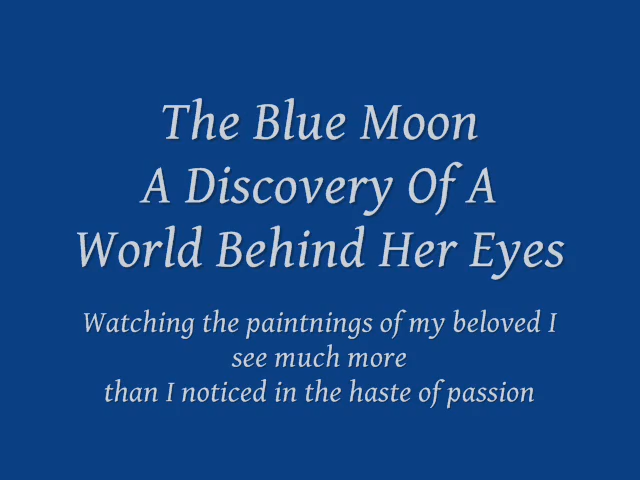 The Blue Moon
A Discovery Of A
World Behind Her Eyes
Watching the paintnings of my beloved I
see much more
than I noticed in the haste of passion